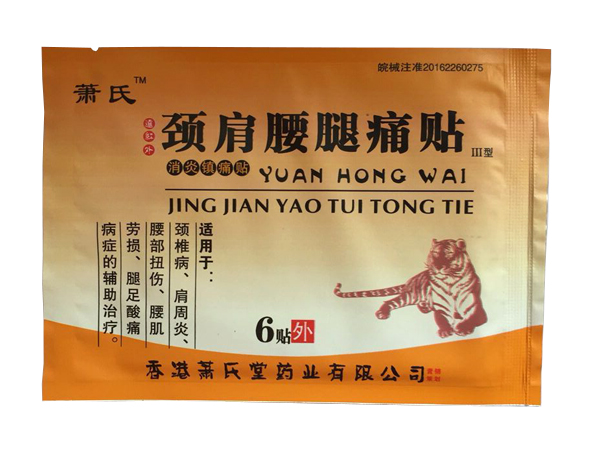 皖械注准20162260275
萧氏™
远红外
颈肩腰腿痛贴
III型
消炎镇痛贴
YUAN HONG WAI
JING JIAN YAO TUI TONG TIE
适用于：
颈椎病、肩周炎、
腰部扭伤、腰肌
劳损、腿足酸痛
病症的辅助治疗。
6贴
外
香港萧氏堂药业有限公司